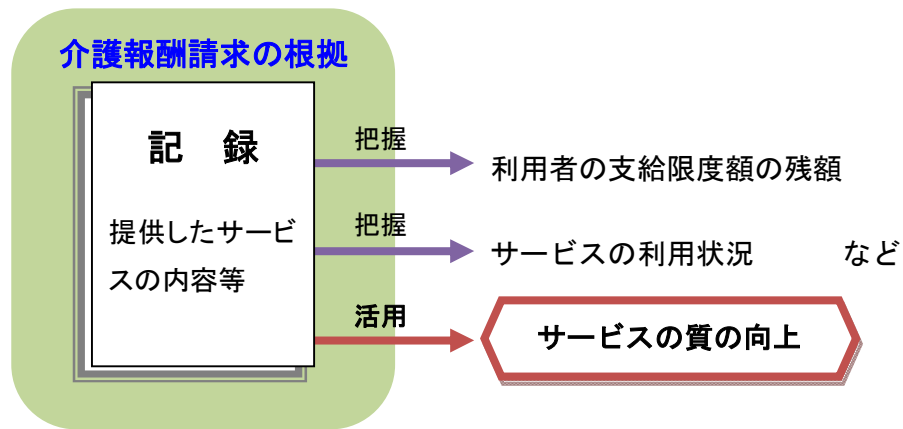 介護報酬請求の根拠
記　録
提供したサービ
スの内容等
把握
利用者の支給限度額の残額
把握
サービスの利用状況　　　など
活用
サービスの質の向上